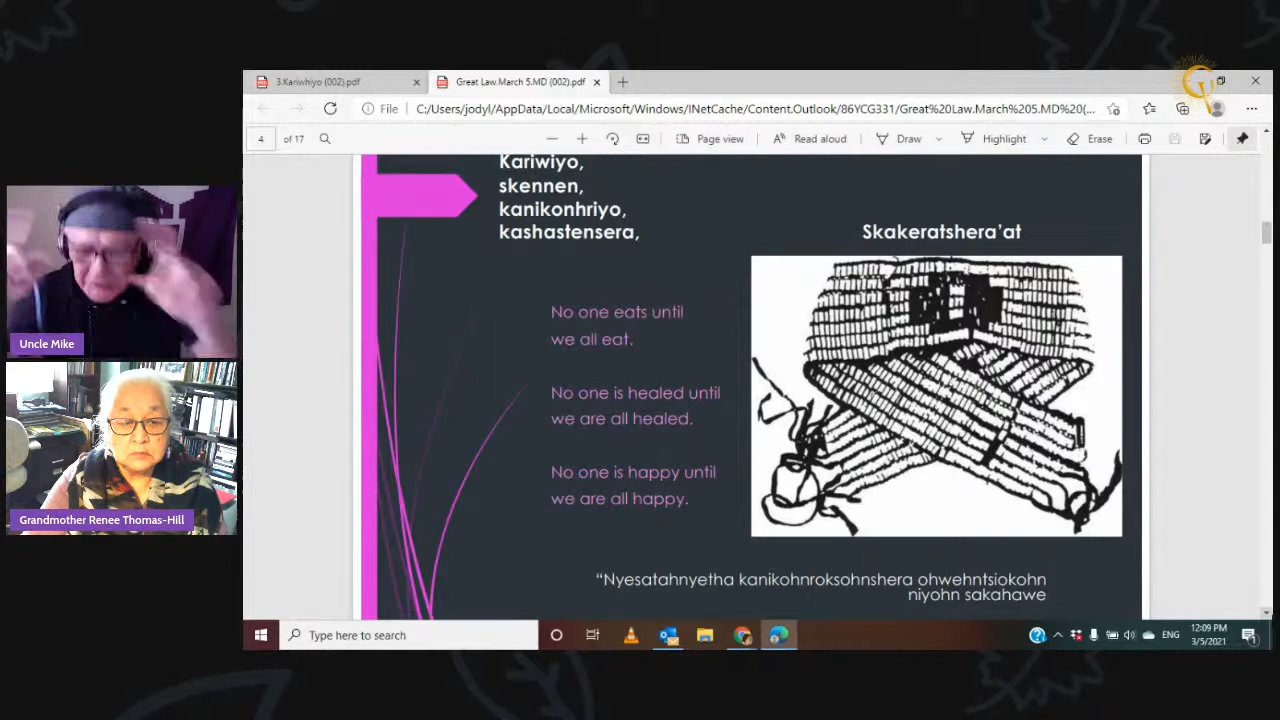 3.Kariwhiyo (002).pdf
Great Law.March 5.MD (002).pdf
File
C:/Users/jodyl/AppData/Local/Microsoft/Windows/INetCache/Content.Outlook/86YCG331/Great%20Law.March%205.MD%20(...
4 of 17
Page view
Read aloud
Draw
Highlight
Erase
Kariwiyo,
skennen,
kanikonhriyo,
kashastensera,
Skakeratshera’at
No one eats until
we all eat.
No one is healed until
we are all healed.
No one is happy until
we are all happy.
“Nyesatahnyetha kanikohnroksohnshera ohwehntsiokohn
niyohn sakahawe
Uncle Mike
Grandmother Renee Thomas-Hill
Type here to search
ENG
12:09 PM
3/5/2021
1